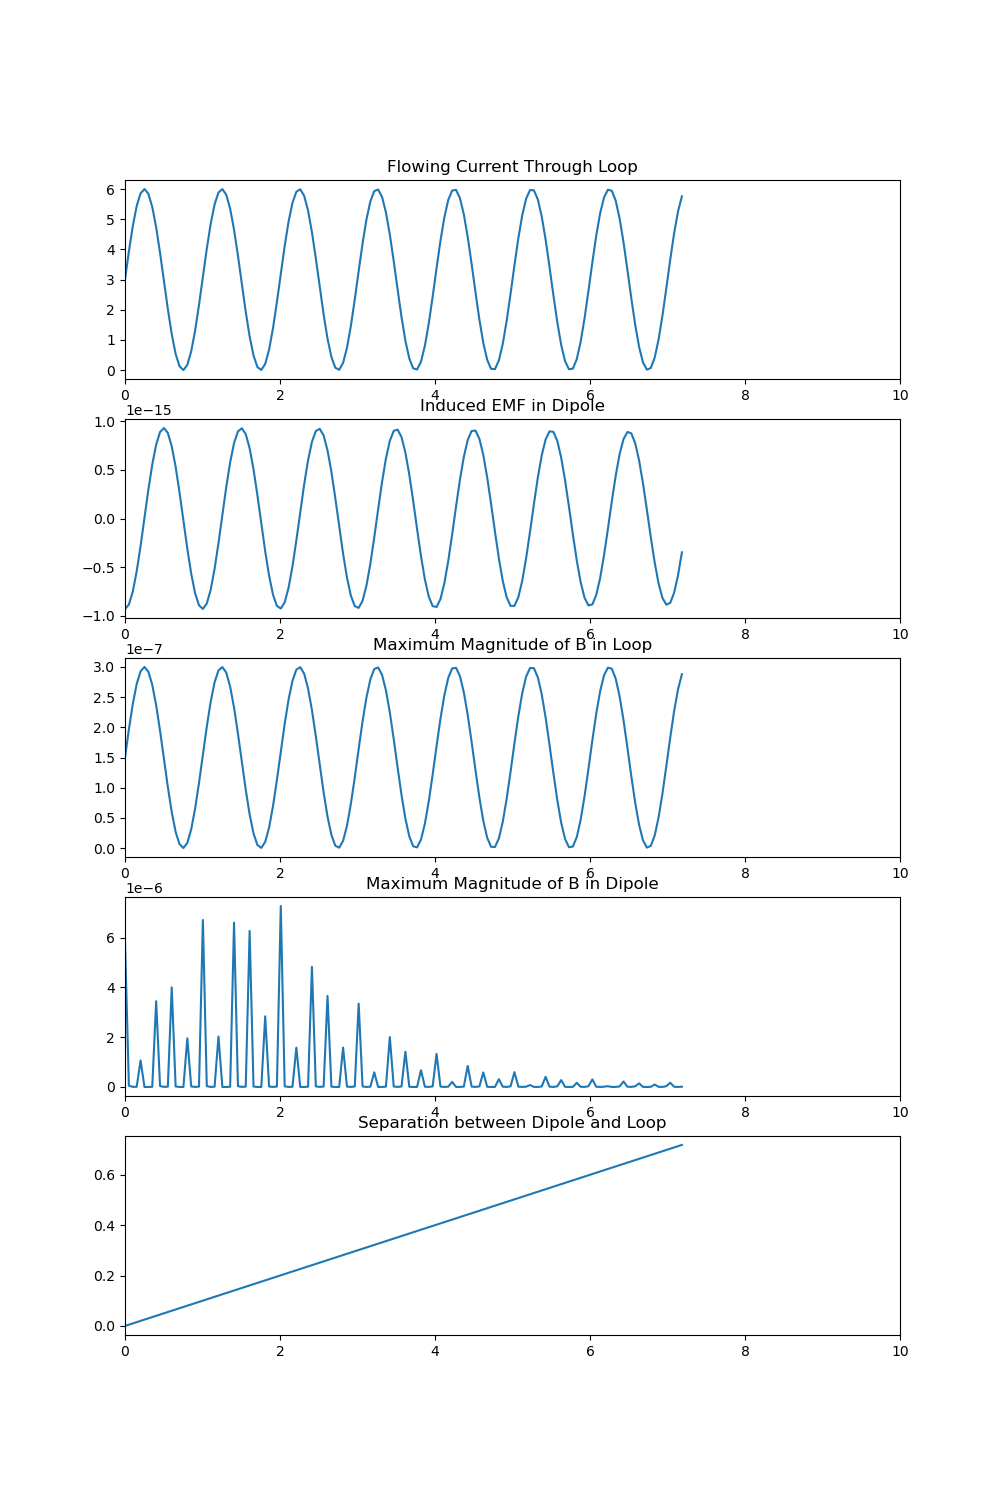 Flowing Current Through Loop
6
5
4
3
2
1
0
0 2 4 6 8 10
Induced EMF in Dipole
1e−15
1.0
0.5
0.0
−0.5
−1.0
0 2 4 6 8 10
Maximum Magnitude of B in Loop
1e−7
3.0
2.5
2.0
1.5
1.0
0.5
0.0
0 2 4 6 8 10
Maximum Magnitude of B in Dipole
1e−6
6
4
2
0
0 2 4 6 8 10
Separation between Dipole and Loop
0.6
0.4
0.2
0.0
0 2 4 6 8 10